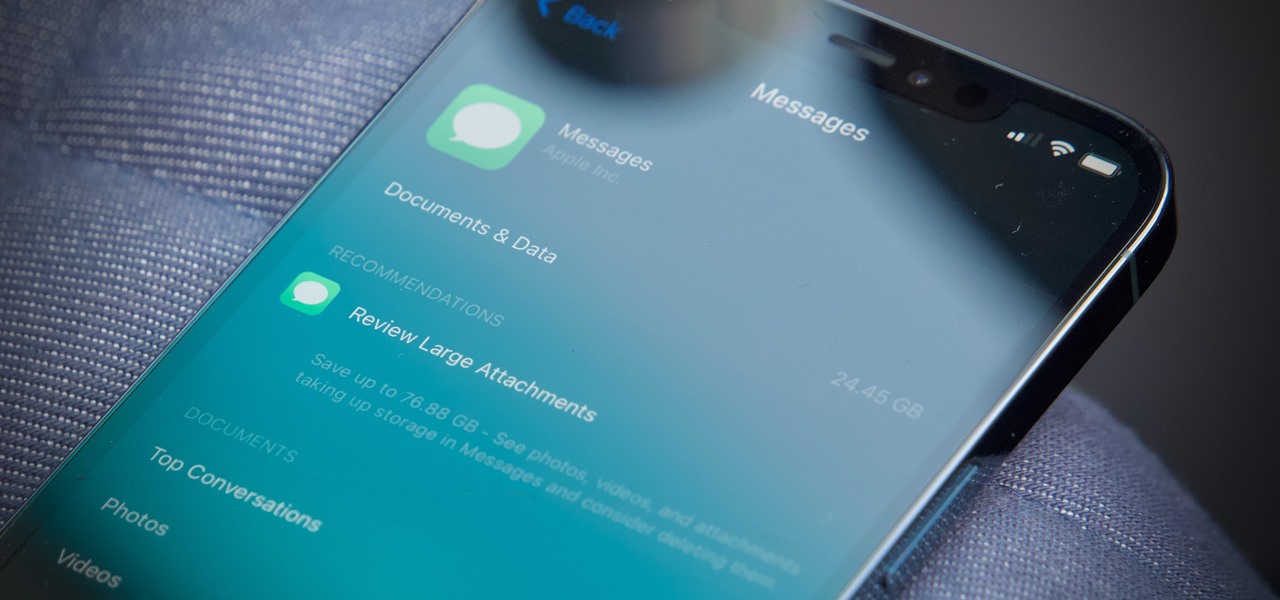 Back
Messages
Messages
Apple Inc.
Documents & Data
24.45 GB
RECOMMENDATIONS
Review Large Attachments
Save up to 76.88 GB - See photos, videos, and attachments
taking up storage in Messages and consider deleting them.
DOCUMENTS
Top Conversations
Photos
Videos